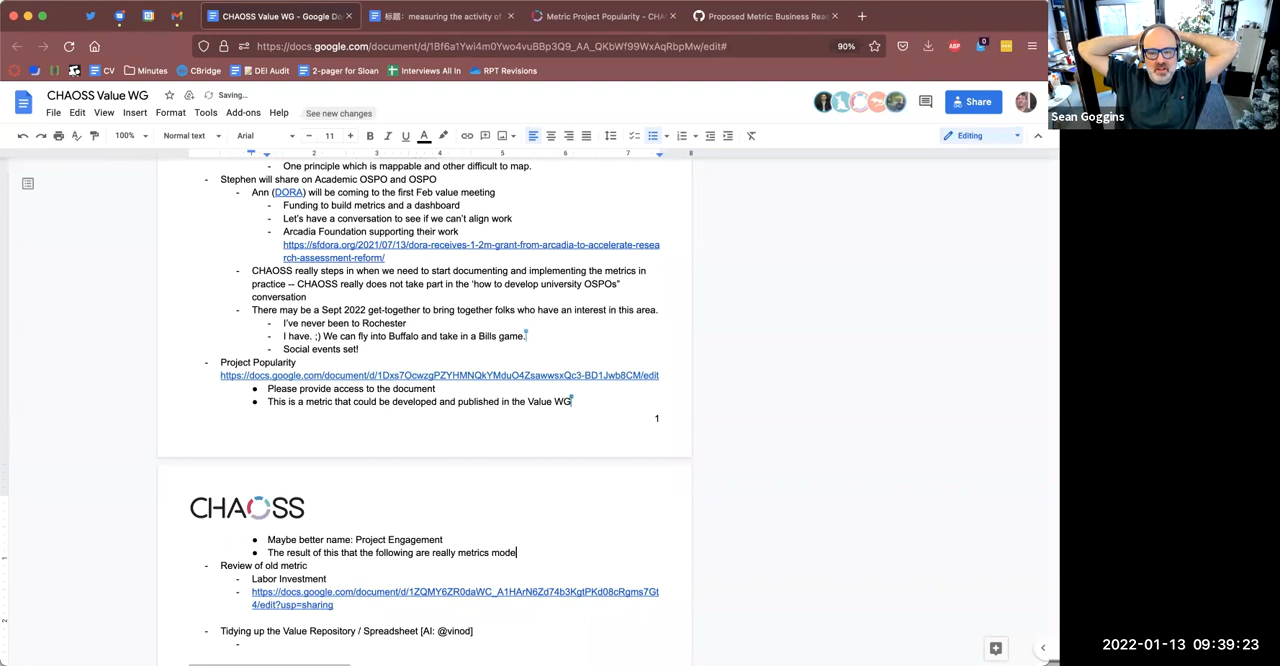 CHAOSS Value WG - Google Do
标题：measuring the activity of
Metric Project Popularity - CHA
Proposed Metric: Business Rea
https://docs.google.com/document/d/1Bf6a1Ywi4m0Ywo4vuBBp3Q9_AA_QKbWf99WxAqRbpMw/edit#
90%
ABP
0
CV
Minutes
CBridge
DEI Audit
2-pager for Sloan
Interviews All In
RPT Revisions
CHAOSS Value WG
Saving...
Share
Sean Goggins
File Edit View Insert Format Tools Add-ons Help
See new changes
100% Normal text Arial 11 B I U A Editing
2 3 4 5 6 7 8
- One principle which is mappable and other difficult to map.
- Stephen will share on Academic OSPO and OSPO
- Ann (DORA) will be coming to the first Feb value meeting
- Funding to build metrics and a dashboard
- Let's have a conversation to see if we can't align work
- Arcadia Foundation supporting their work
https://sfdora.org/2021/07/13/dora-receives-1-2m-grant-from-arcadia-to-accelerate-resea
rch-assessment-reform/
- CHAOSS really steps in when we need to start documenting and implementing the metrics in
practice -- CHAOSS really does not take part in the 'how to develop university OSPOs"
conversation
- There may be a Sept 2022 get-together to bring together folks who have an interest in this area.
- I've never been to Rochester
- I have. ;) We can fly into Buffalo and take in a Bills game.
- Social events set!
- Project Popularity
https://docs.google.com/document/d/1Dxs7OcwzgPZYHMNQkYMduO4ZsawwsxQc3-BD1Jwb8CM/edit
● Please provide access to the document
● This is a metric that could be developed and published in the Value WG
1
CHAOSS
● Maybe better name: Project Engagement
● The result of this that the following are really metrics mode
- Review of old metric
- Labor Investment
- https://docs.google.com/document/d/1ZQMY6ZR0daWC_A1HArN6Zd74b3KgtPKd08cRgms7Gt
4/edit?usp=sharing
- Tidying up the Value Repository / Spreadsheet [AI: @vinod]
-
2022-01-13 09:39:23